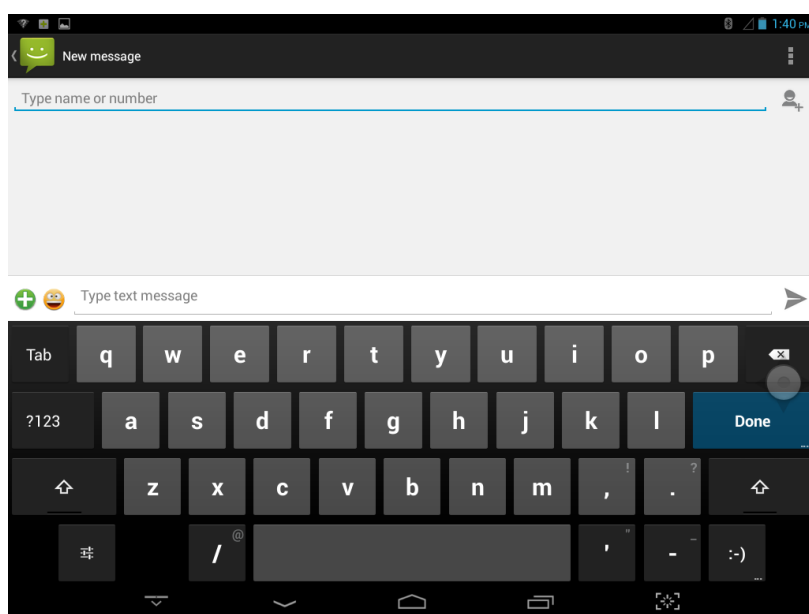 1:40 PM
New message
Type name or number
Type text message
Tab q w e r t y u i o p
?123 a s d f g h j k l Done
...
! ?
z x c v b n m , .
@ " _
/ ' - :-)
...